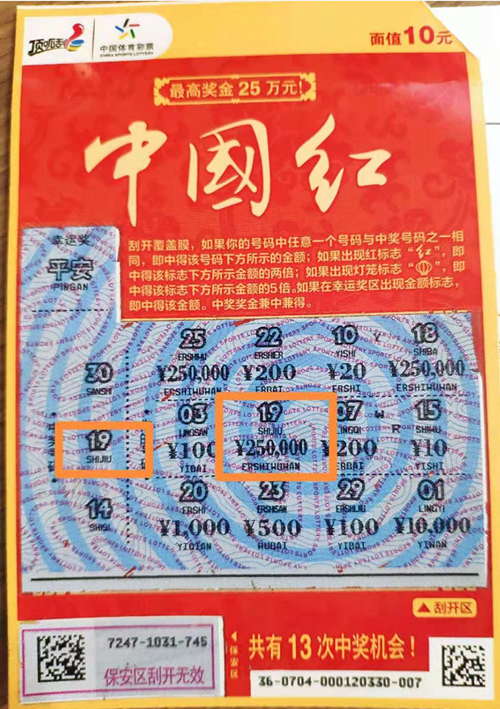 顶呱刮
中国体育彩票
CHINA SPORTS LOTTERY
面值10元
最高奖金25万元!
中國红
刮开覆盖膜，如果你的号码中任意一个号码与中奖号码之一相
同，即中得该号码下方所示的金额；如果出现红标志“红”，即
中得该标志下方所示金额的两倍；如果出现灯笼标志“”，即
中得该标志下方所示金额的5倍。如果在幸运奖区出现金额标志，
即中得该金额。中奖奖金兼中兼得。
幸运奖
平安
PINGAN
30
SANSHI
19
SHIJIU
14
SHISI
25 22 10 18
ERSHIWU ERSHIER YISHI SHIBA
¥250,000 ¥200 ¥20 ¥250,000
ERSHIWUWAN ERBAI ERSHI ERSHIWUWAN
03 19 07 W 15
LINGSAN SHIJIU LINGQI R SHIWU
¥100 ¥250,000 ¥200 ¥10
YIBAI ERSHIWUWAN ERBAI YISHI
20 23 29 01
ERSHI ERSHISAN ERSHIJIU LINGYI
¥1,000 ¥500 ¥100 ¥10,000
YIQIAN WUBAI YIBAI YIWAN
刮开区
7247-1031-745
保安区刮开无效
保安区
共有13次中奖机会！
36-0704-000120330-007